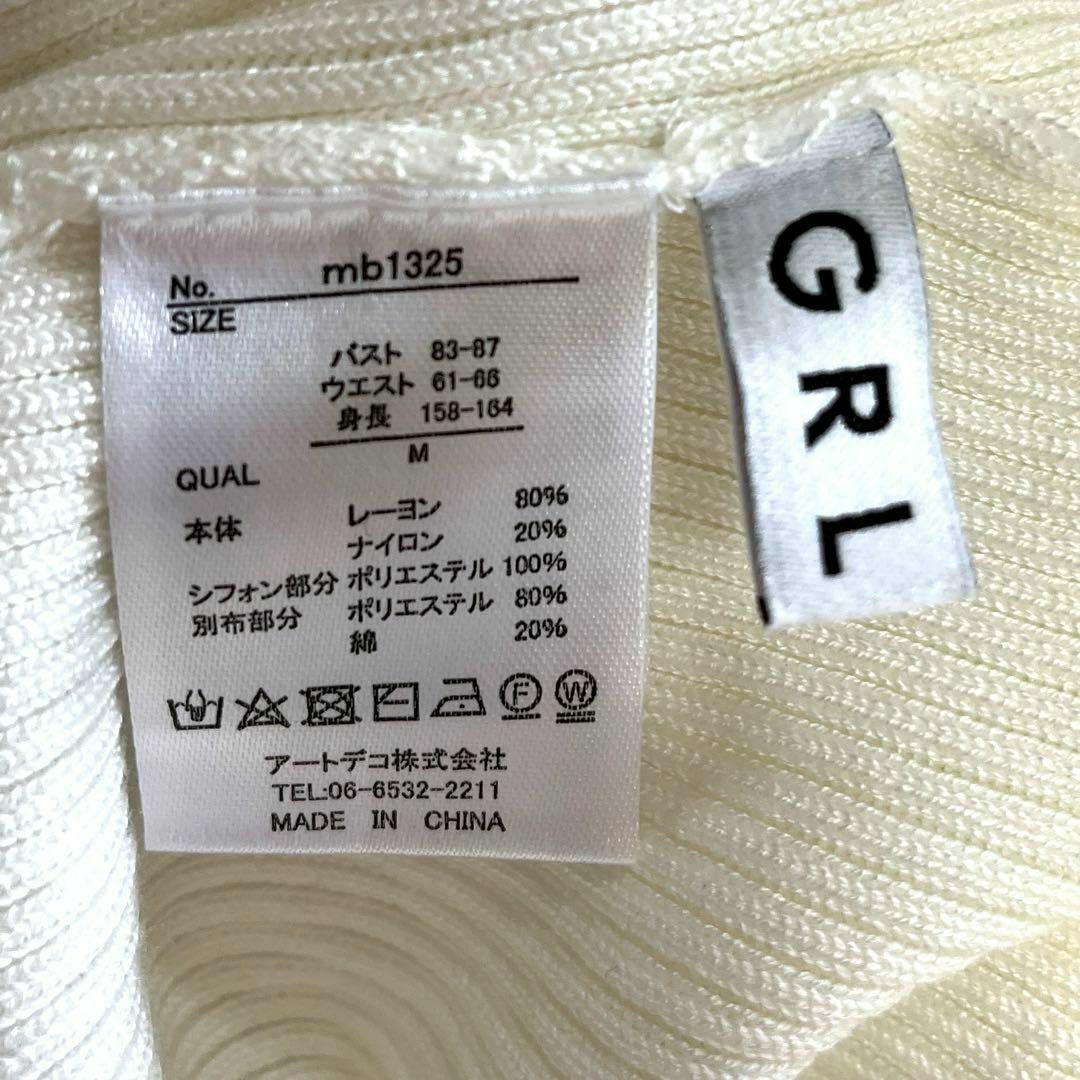 No. mb1325
SIZE
バスト 83-87
ウエスト 61-66
身長 158-164
M
QUAL
本体 レーヨン 80%
ナイロン 20%
シフォン部分 ポリエステル 100%
別布部分 ポリエステル 80%
綿 20%
F W
アートデコ株式会社
TEL:06-6532-2211
MADE IN CHINA
GRL